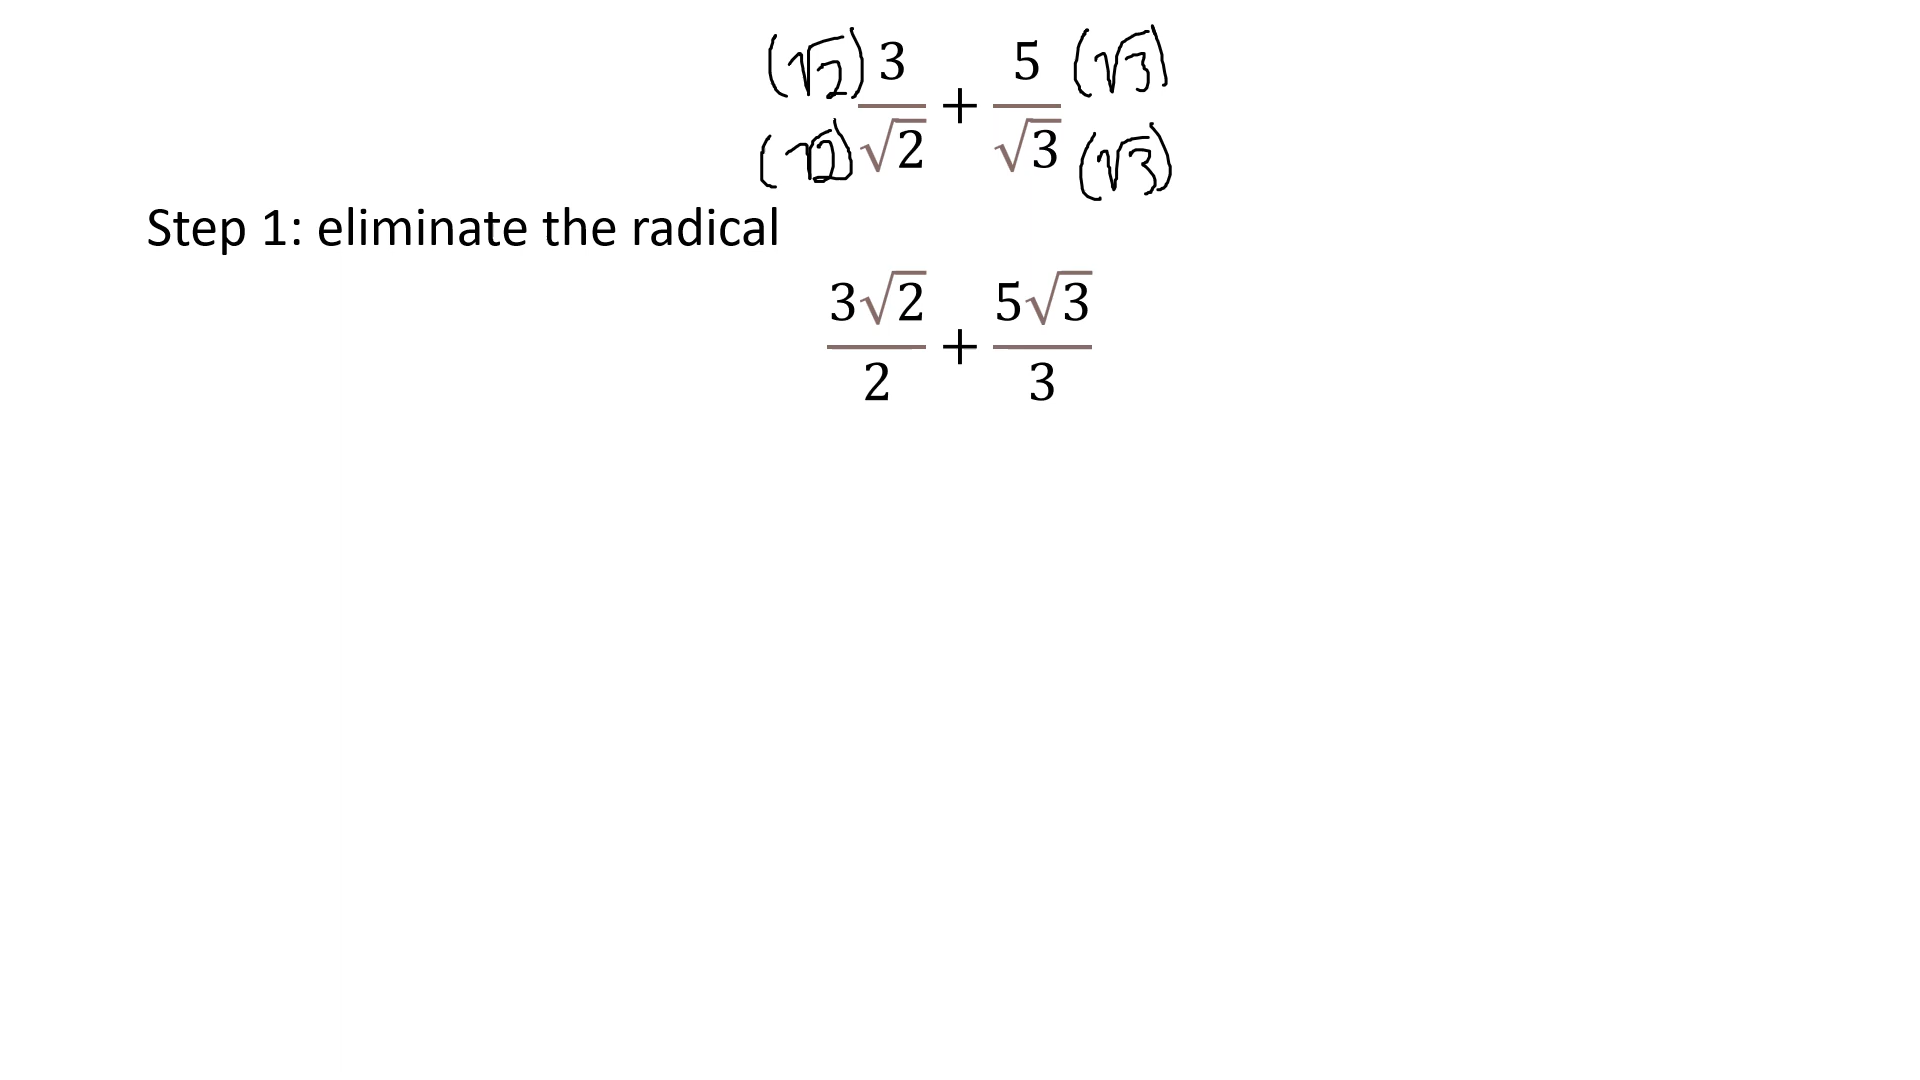 (√2) 3/√2 (√2) + 5/√3 (√3) (√3)
Step 1: eliminate the radical
3√2/2 + 5√3/3